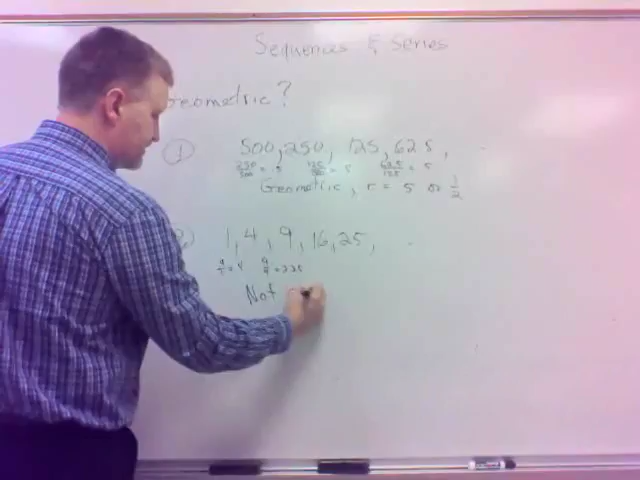 Sequences & Series
Geometric?
① 500, 250, 125, 62.5,
250/500 = .5 125/250 = .5 62.5/125 = .5
Geometric, r = .5 or 1/2
2 1, 4, 9, 16, 25,
4/1 = 4 9/4 = 2.25
Not